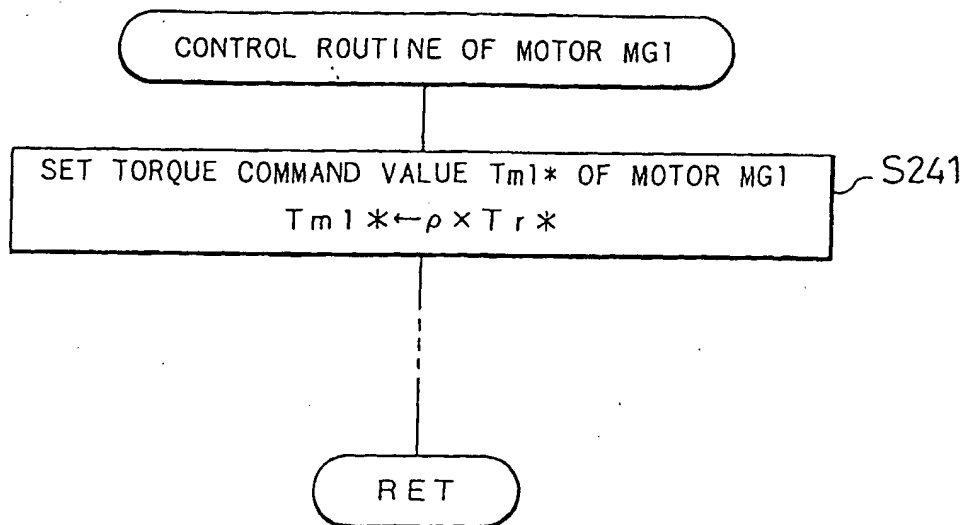 CONTROL ROUTINE OF MOTOR MG1
SET TORQUE COMMAND VALUE Tm1* OF MOTOR MG1
Tm1*←ρ×Tr*
S241
RET